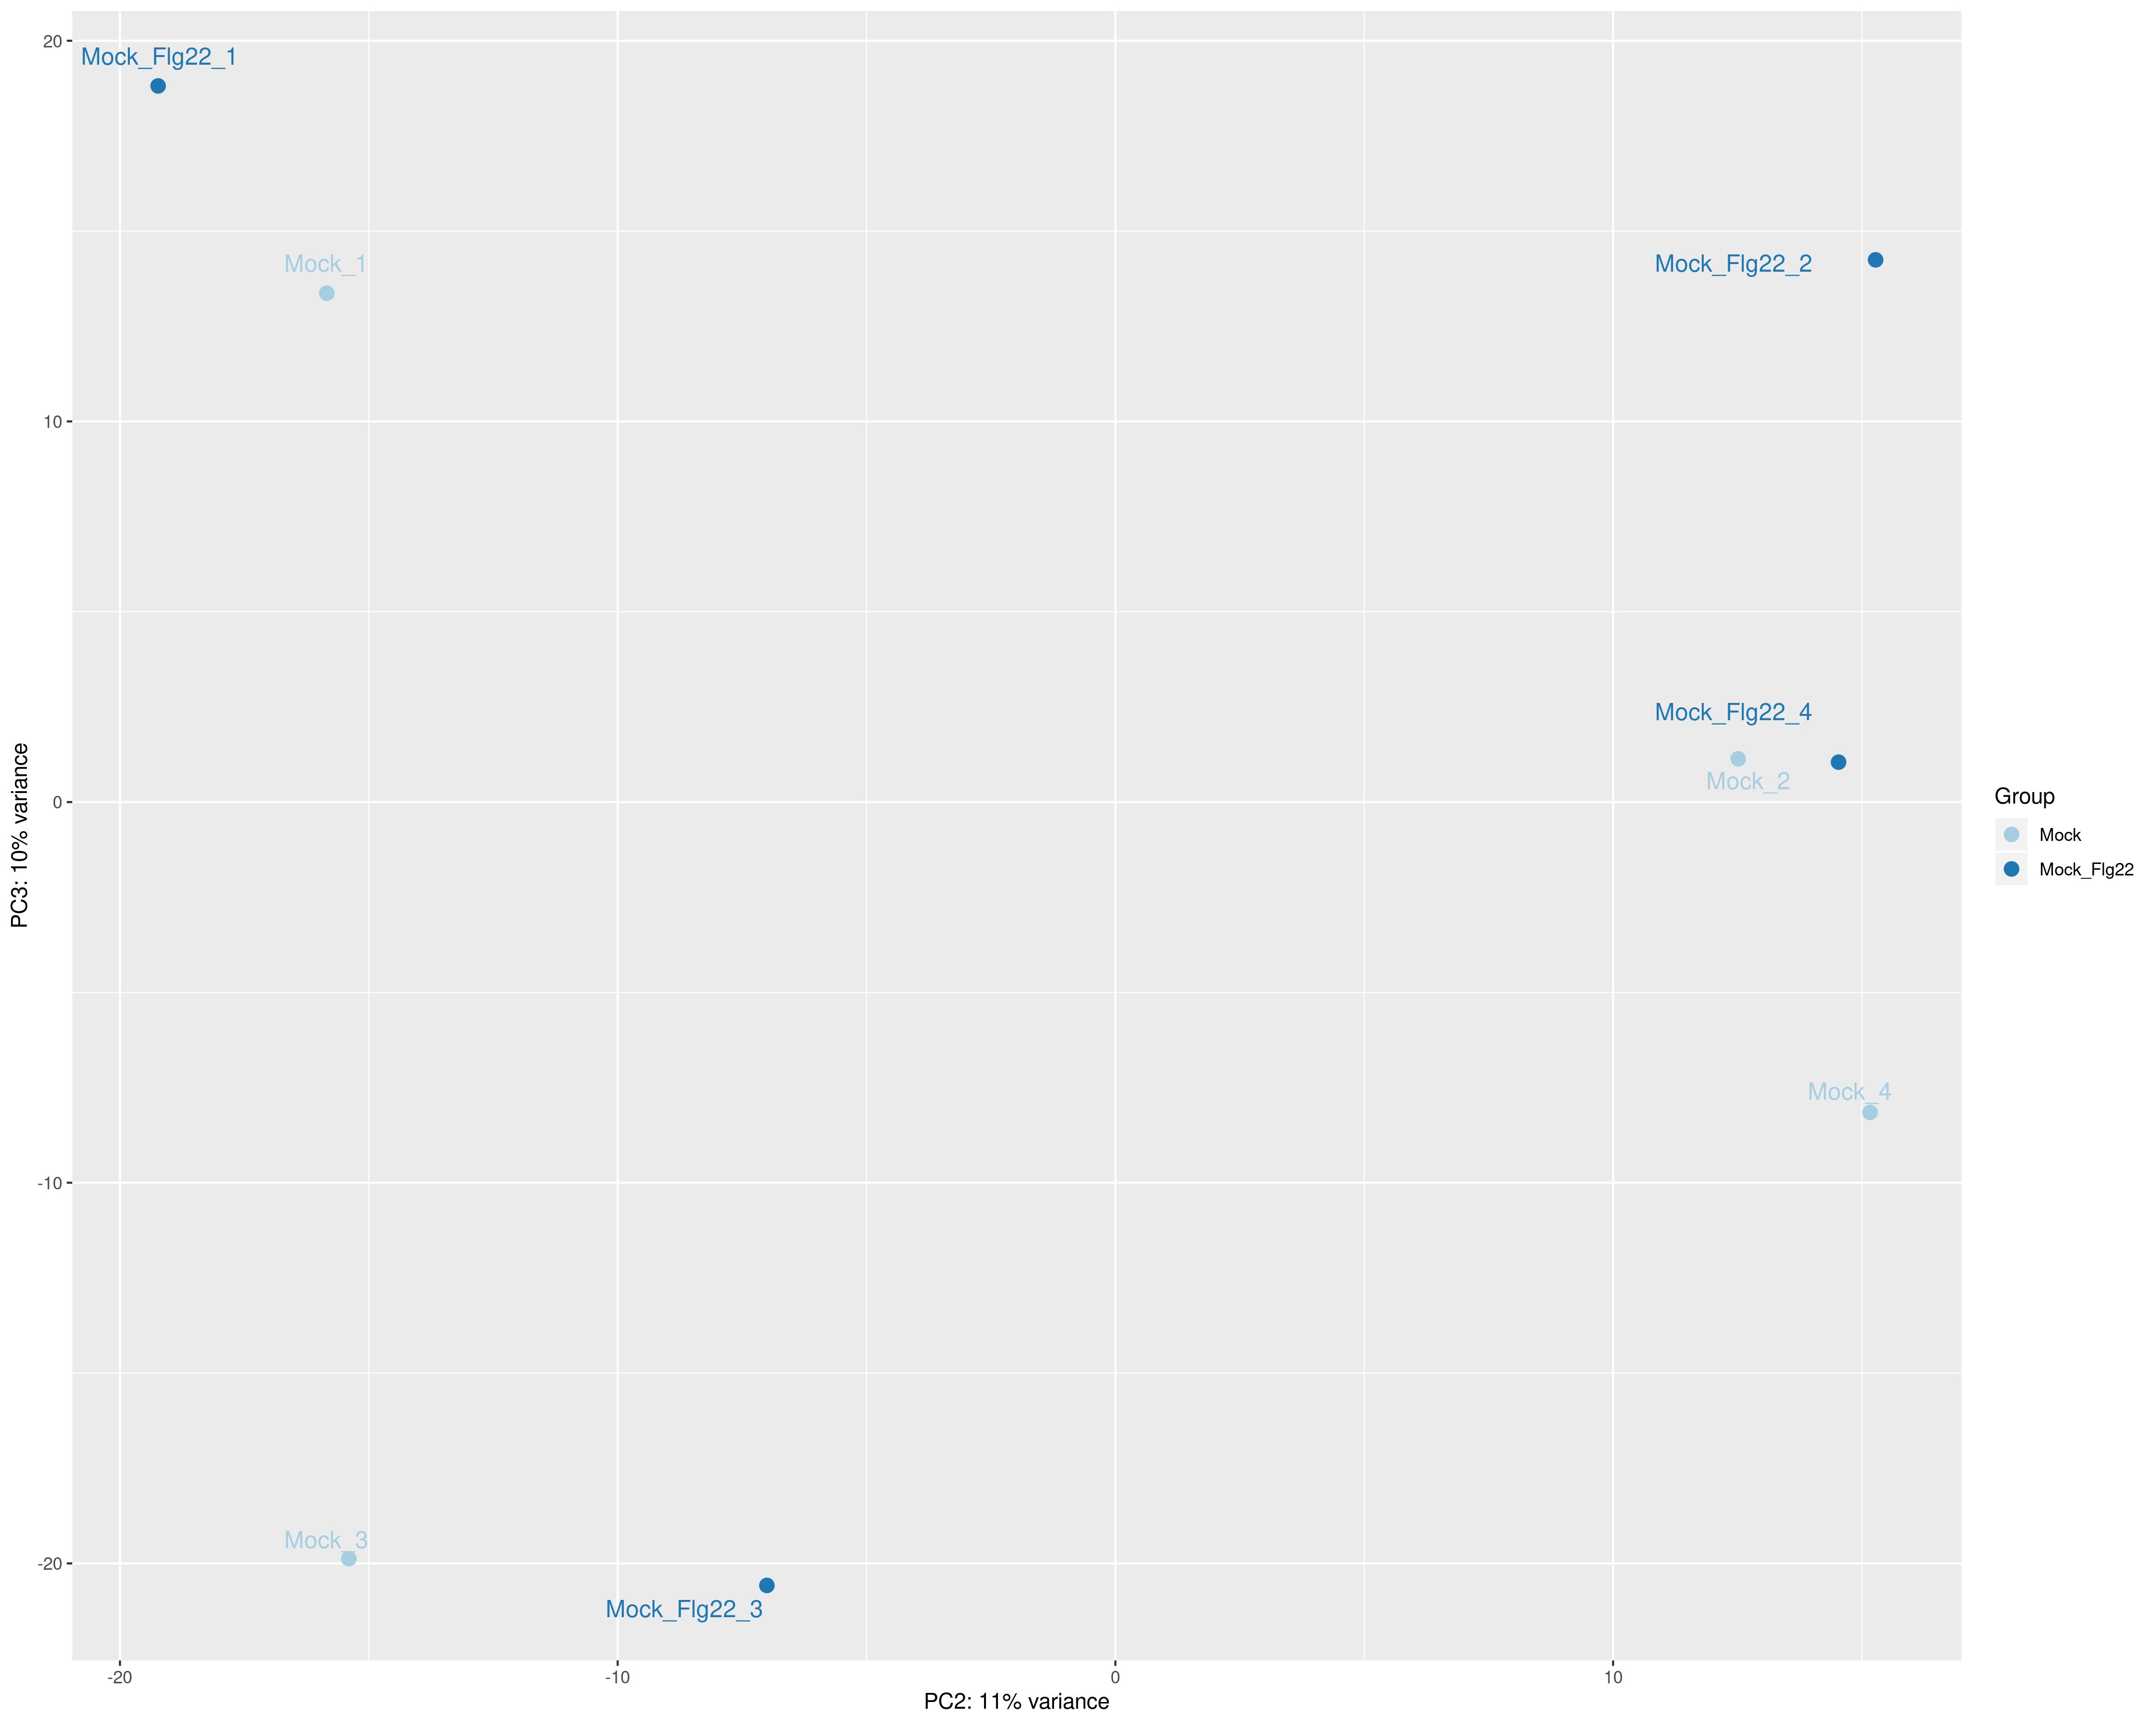 20
Mock_Flg22_1
Mock_1
Mock_Flg22_2
10
Mock_Flg22_4
Mock_2
0
Mock_4
-10
Mock_3
-20
Mock_Flg22_3
-20
-10
0
10
PC2: 11% variance
PC3: 10% variance
Group
Mock
Mock_Flg22